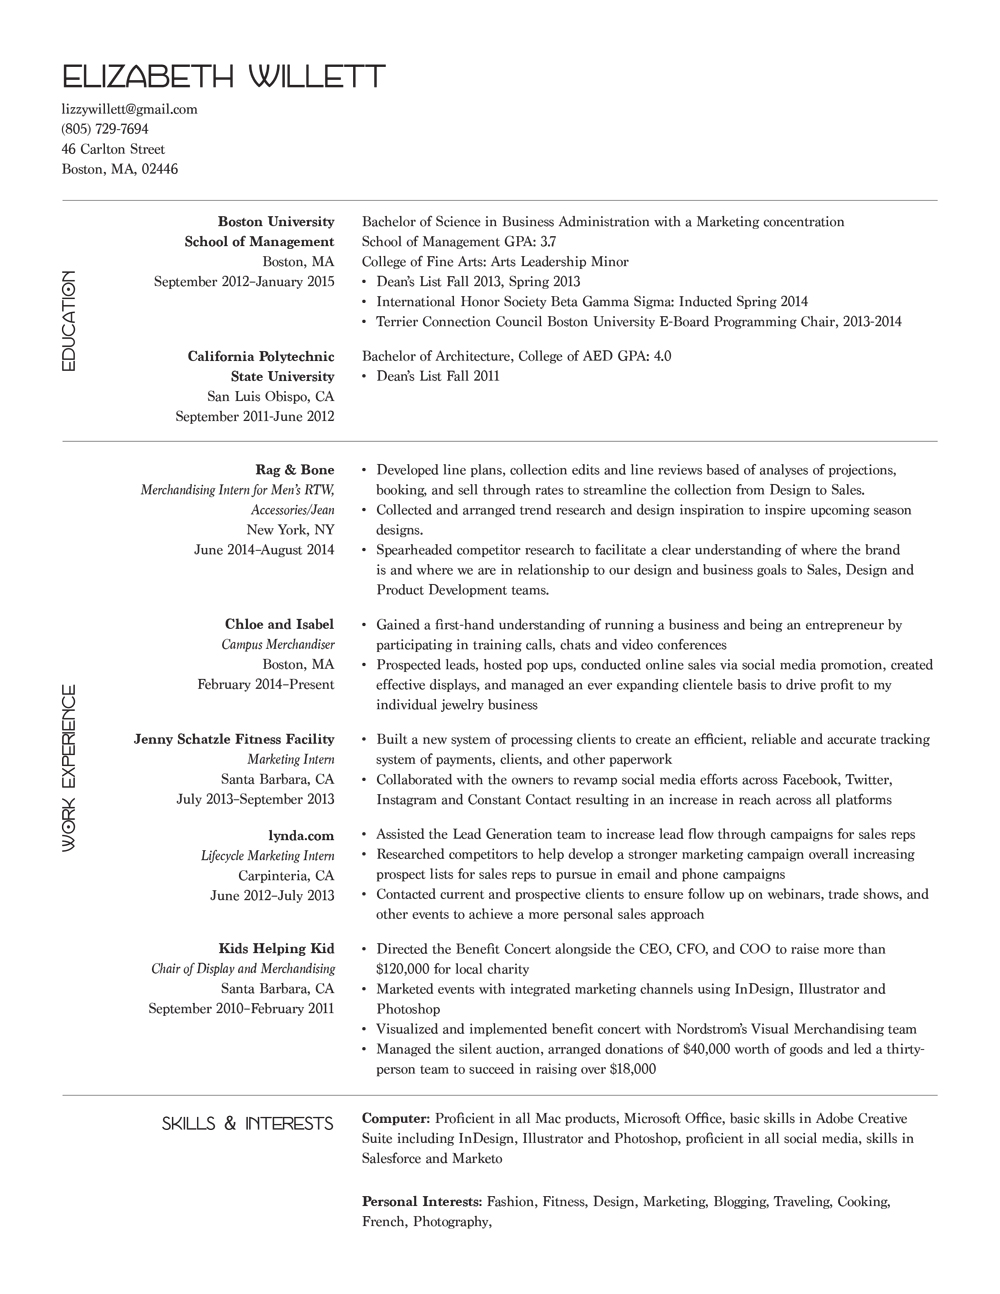 ELIZABETH WILLETT
lizzywillett@gmail.com
(805) 729-7694
46 Carlton Street
Boston, MA, 02446
EDUCATION
Boston University
School of Management
Boston, MA
September 2012–January 2015
Bachelor of Science in Business Administration with a Marketing concentration
School of Management GPA: 3.7
College of Fine Arts: Arts Leadership Minor
• Dean's List Fall 2013, Spring 2013
• International Honor Society Beta Gamma Sigma: Inducted Spring 2014
• Terrier Connection Council Boston University E-Board Programming Chair, 2013-2014
California Polytechnic
State University
San Luis Obispo, CA
September 2011-June 2012
Bachelor of Architecture, College of AED GPA: 4.0
• Dean's List Fall 2011
WORK EXPERIENCE
Rag & Bone
Merchandising Intern for Men's RTW,
Accessories/Jean
New York, NY
June 2014–August 2014
• Developed line plans, collection edits and line reviews based of analyses of projections,
booking, and sell through rates to streamline the collection from Design to Sales.
• Collected and arranged trend research and design inspiration to inspire upcoming season
designs.
• Spearheaded competitor research to facilitate a clear understanding of where the brand
is and where we are in relationship to our design and business goals to Sales, Design and
Product Development teams.
Chloe and Isabel
Campus Merchandiser
Boston, MA
February 2014–Present
• Gained a first-hand understanding of running a business and being an entrepreneur by
participating in training calls, chats and video conferences
• Prospected leads, hosted pop ups, conducted online sales via social media promotion, created
effective displays, and managed an ever expanding clientele basis to drive profit to my
individual jewelry business
Jenny Schatzle Fitness Facility
Marketing Intern
Santa Barbara, CA
July 2013–September 2013
• Built a new system of processing clients to create an efficient, reliable and accurate tracking
system of payments, clients, and other paperwork
• Collaborated with the owners to revamp social media efforts across Facebook, Twitter,
Instagram and Constant Contact resulting in an increase in reach across all platforms
lynda.com
Lifecycle Marketing Intern
Carpinteria, CA
June 2012–July 2013
• Assisted the Lead Generation team to increase lead flow through campaigns for sales reps
• Researched competitors to help develop a stronger marketing campaign overall increasing
prospect lists for sales reps to pursue in email and phone campaigns
• Contacted current and prospective clients to ensure follow up on webinars, trade shows, and
other events to achieve a more personal sales approach
Kids Helping Kid
Chair of Display and Merchandising
Santa Barbara, CA
September 2010–February 2011
• Directed the Benefit Concert alongside the CEO, CFO, and COO to raise more than
$120,000 for local charity
• Marketed events with integrated marketing channels using InDesign, Illustrator and
Photoshop
• Visualized and implemented benefit concert with Nordstrom's Visual Merchandising team
• Managed the silent auction, arranged donations of $40,000 worth of goods and led a thirty-
person team to succeed in raising over $18,000
SKILLS & INTERESTS
Computer: Proficient in all Mac products, Microsoft Office, basic skills in Adobe Creative
Suite including InDesign, Illustrator and Photoshop, proficient in all social media, skills in
Salesforce and Marketo
Personal Interests: Fashion, Fitness, Design, Marketing, Blogging, Traveling, Cooking,
French, Photography,